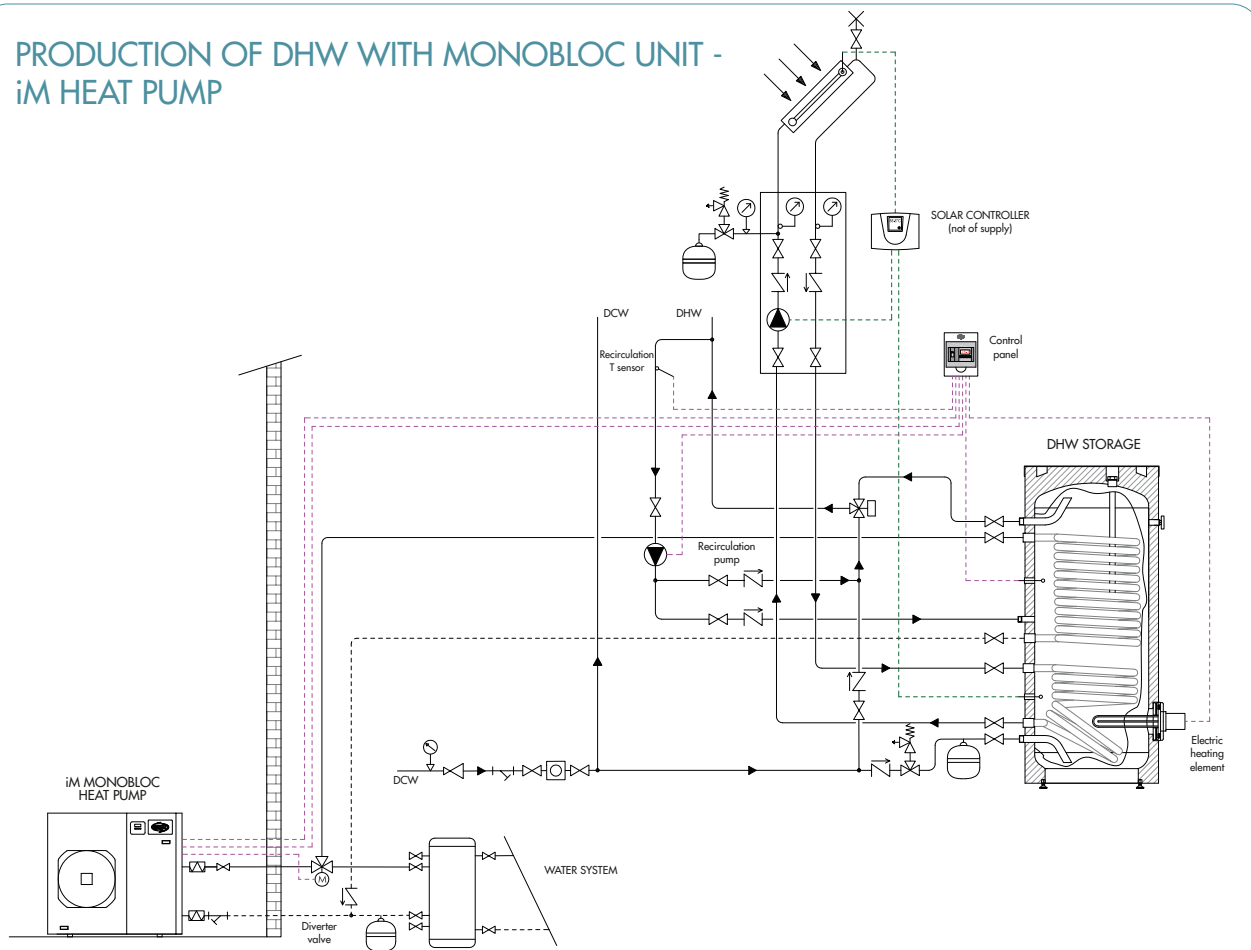 PRODUCTION OF DHW WITH MONOBLOC UNIT -
iM HEAT PUMP
SOLAR CONTROLLER
(not of supply)
DCW
DHW
Recirculation
T sensor
Control
panel
DHW STORAGE
Recirculation
pump
Electric
heating
element
DCW
iM MONOBLOC
HEAT PUMP
M
WATER SYSTEM
Diverter
valve